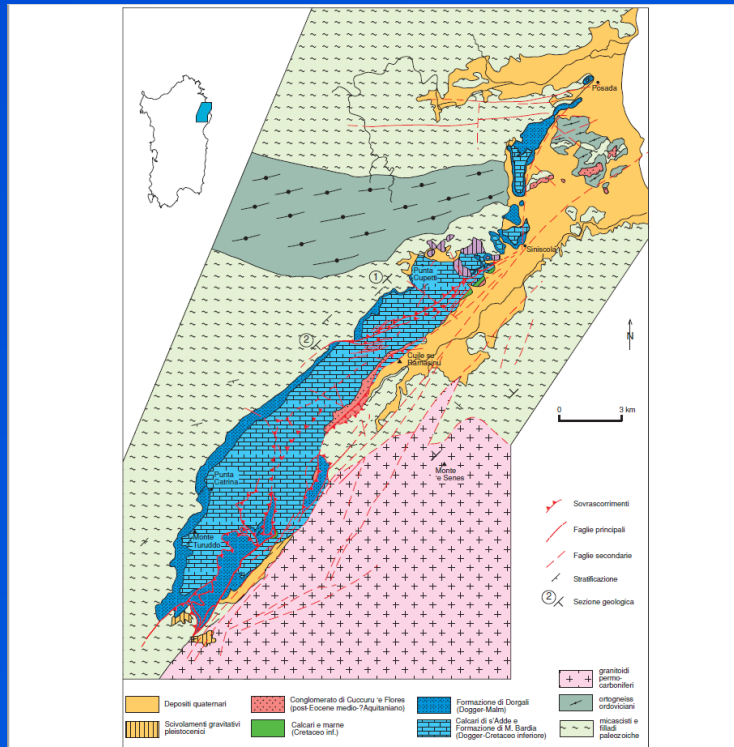 Posada
Siniscola
1
Punta
Cupetti
2
Cuile su
Ramasinu
N
0 3 km
Monte
'e Senes
Punta
Catirina
Monte
Turuddo
Sovrascorrimenti
Faglie principali
Faglie secondarie
Stratificazione
2 Sezione geologica
Depositi quaternari
Scivolamenti gravitativi
pleistocenici
Conglomerato di Cuccuru 'e Flores
(post-Eocene medio-?Aquitaniano)
Calcari e marne
(Cretaceo inf.)
Formazione di Dorgali
(Dogger-Malm)
Calcari di s'Adde e
Formazione di M. Bardia
(Dogger-Cretaceo inferiore)
granitoidi
permo-
carboniferi
ortogneiss
ordoviciani
micascisti e
filladi
paleozoiche